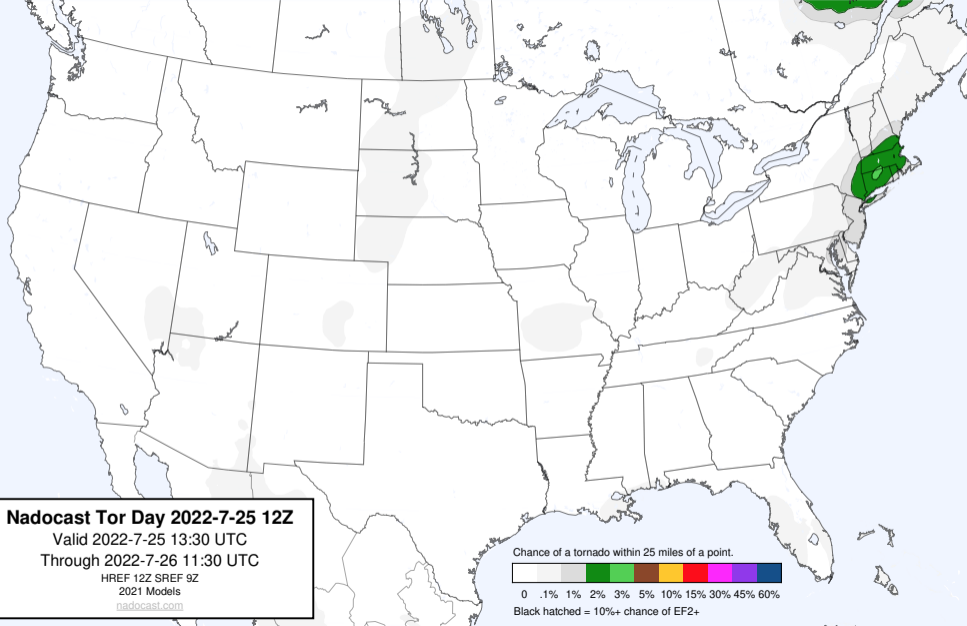 Nadocast Tor Day 2022-7-25 12Z
Valid 2022-7-25 13:30 UTC
Through 2022-7-26 11:30 UTC
HREF 12Z SREF 9Z
2021 Models
nadocast.com
Chance of a tornado within 25 miles of a point.
0 .1% 1% 2% 3% 5% 10% 15% 30% 45% 60%
Black hatched = 10%+ chance of EF2+